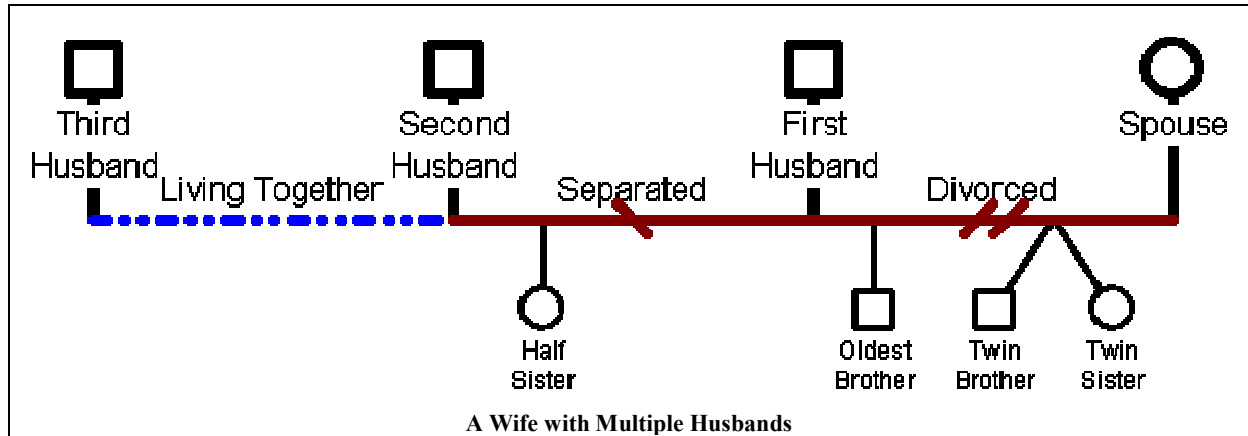 Third
Husband
Second
Husband
First
Husband
Spouse
Living Together
Separated
Divorced
Half
Sister
Oldest
Brother
Twin
Brother
Twin
Sister
A Wife with Multiple Husbands